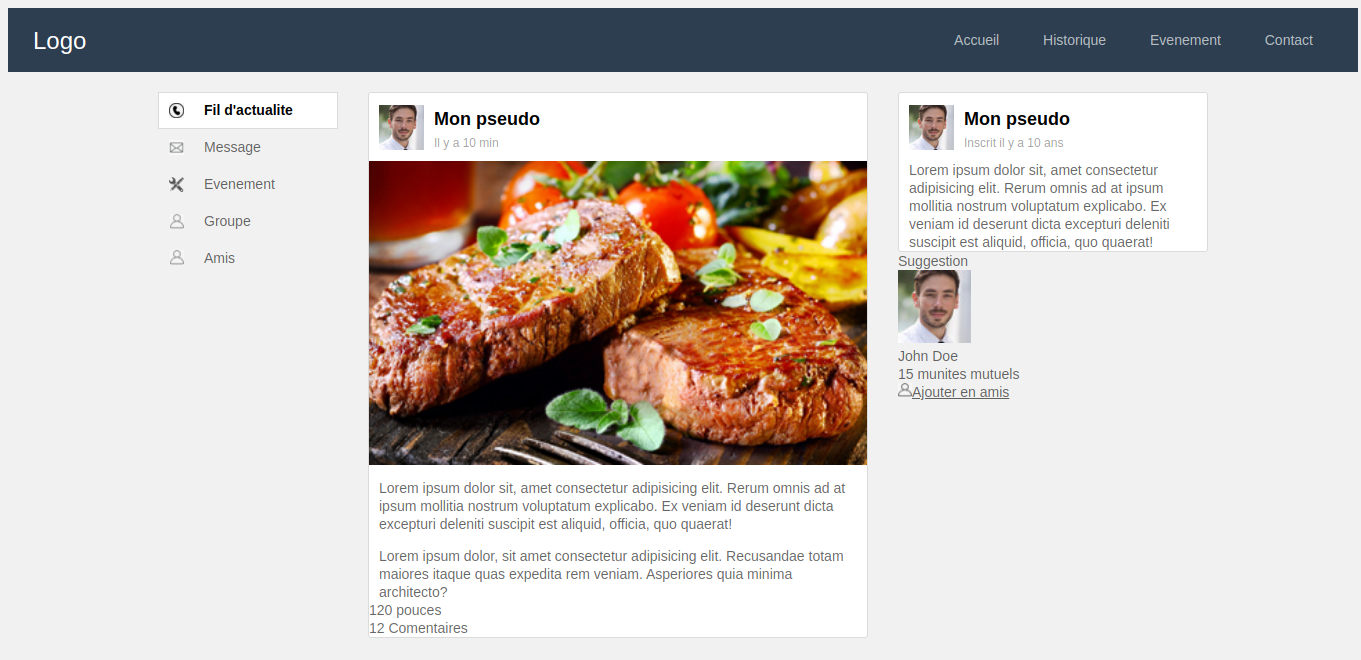 Logo
Accueil
Historique
Evenement
Contact
Fil d'actualite
Message
Evenement
Groupe
Amis
Mon pseudo
Il y a 10 min
Lorem ipsum dolor sit, amet consectetur adipisicing elit. Rerum omnis ad at
ipsum mollitia nostrum voluptatum explicabo. Ex veniam id deserunt dicta
excepturi deleniti suscipit est aliquid, officia, quo quaerat!
Lorem ipsum dolor, sit amet consectetur adipisicing elit. Recusandae totam
maiores itaque quas expedita rem veniam. Asperiores quia minima
architecto?
120 pouces
12 Comentaires
Mon pseudo
Inscrit il y a 10 ans
Lorem ipsum dolor sit, amet consectetur
adipisicing elit. Rerum omnis ad at ipsum
mollitia nostrum voluptatum explicabo. Ex
veniam id deserunt dicta excepturi deleniti
suscipit est aliquid, officia, quo quaerat!
Suggestion
John Doe
15 munites mutuels
Ajouter en amis